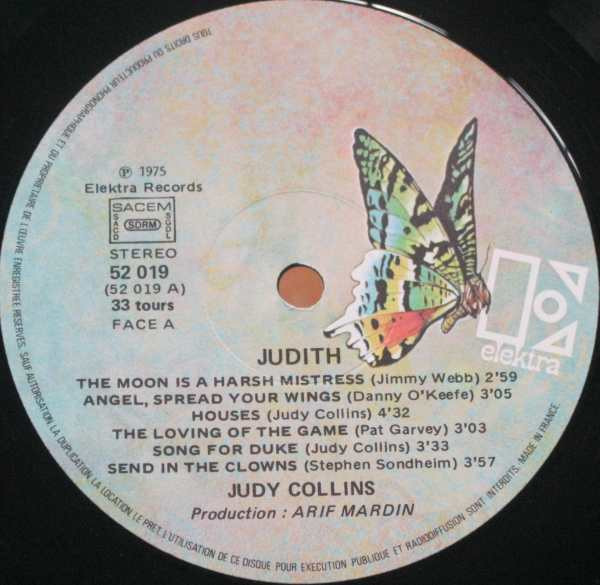 TOUS DROITS DU PRODUCTEUR PHONOGRAPHIQUE ET DU PROPRIETAIRE DE L'ŒUVRE ENREGISTREE RESERVES. SAUF AUTORISATION, LA DUPLICATION, LA LOCATION, LE PRET, L'UTILISATION DE CE DISQUE POUR EXECUTION PUBLIQUE ET RADIODIFFUSION SONT INTERDITS. - MADE IN FRANCE.
℗ 1975
Elektra Records
SACEM
SACD SDRM SGDL
STEREO
52 019
(52 019 A)
33 tours
FACE A
elektra
JUDITH
THE MOON IS A HARSH MISTRESS (Jimmy Webb) 2'59
ANGEL, SPREAD YOUR WINGS (Danny O'Keefe) 3'05
HOUSES (Judy Collins) 4'32
THE LOVING OF THE GAME (Pat Garvey) 3'03
SONG FOR DUKE (Judy Collins) 3'33
SEND IN THE CLOWNS (Stephen Sondheim) 3'57
JUDY COLLINS
Production : ARIF MARDIN